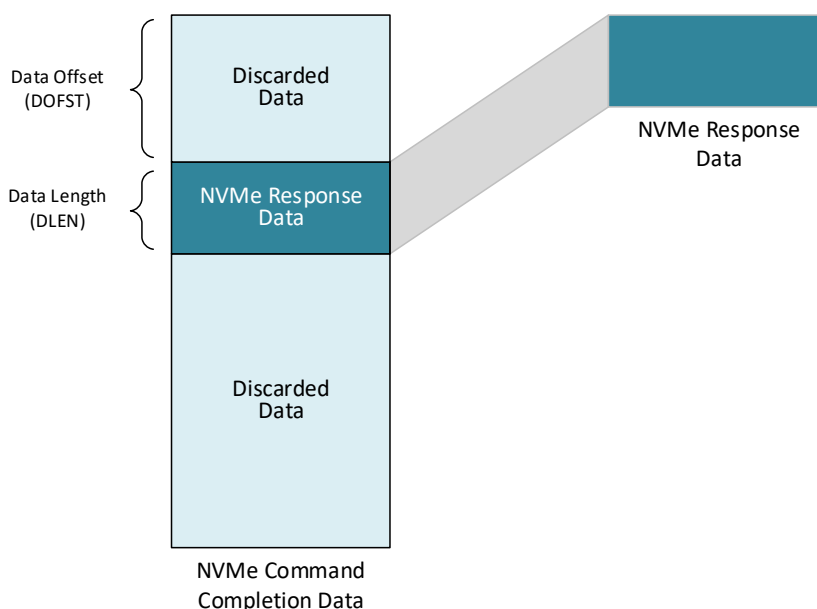 Data Offset
(DOFST)
Discarded
Data
NVMe Response
Data
Data Length
(DLEN)
NVMe Response
Data
Discarded
Data
NVMe Command
Completion Data